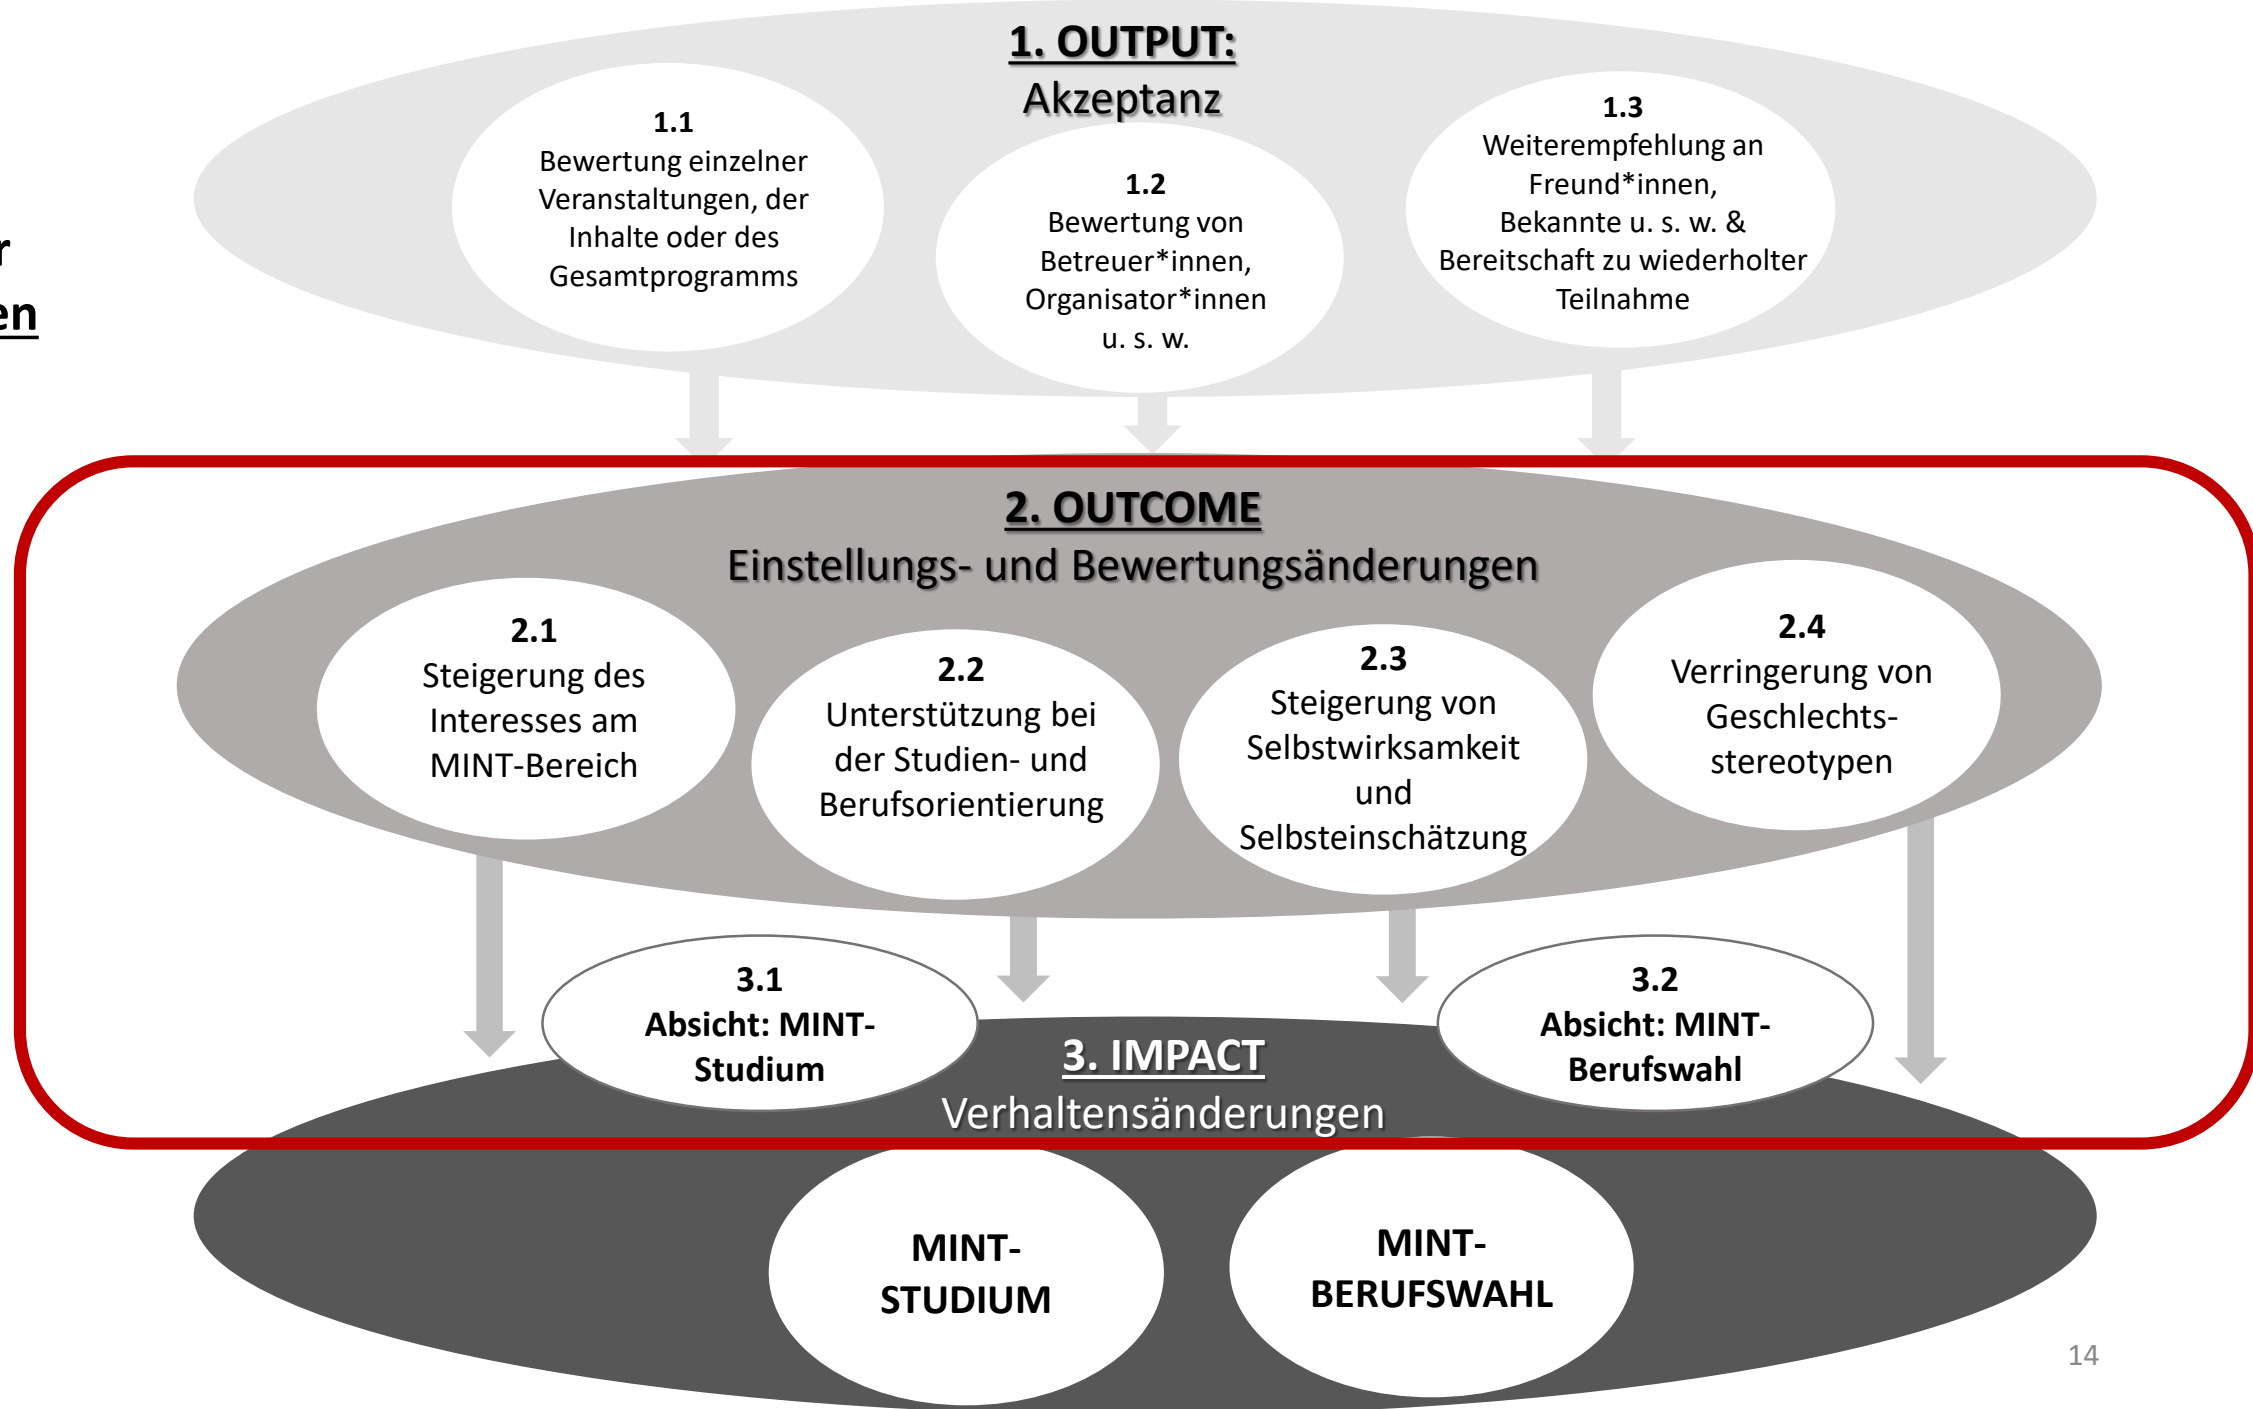 r
en
1. OUTPUT:
Akzeptanz
1.1
Bewertung einzelner
Veranstaltungen, der
Inhalte oder des
Gesamtprogramms
1.2
Bewertung von
Betreuer*innen,
Organisator*innen
u. s. w.
1.3
Weiterempfehlung an
Freund*innen,
Bekannte u. s. w. &
Bereitschaft zu wiederholter
Teilnahme
2. OUTCOME
Einstellungs- und Bewertungsänderungen
2.1
Steigerung des
Interesses am
MINT-Bereich
2.2
Unterstützung bei
der Studien- und
Berufsorientierung
2.3
Steigerung von
Selbstwirksamkeit
und
Selbsteinschätzung
2.4
Verringerung von
Geschlechts-
stereotypen
3.1
Absicht: MINT-
Studium
3.2
Absicht: MINT-
Berufswahl
3. IMPACT
Verhaltensänderungen
MINT-
STUDIUM
MINT-
BERUFSWAHL
14